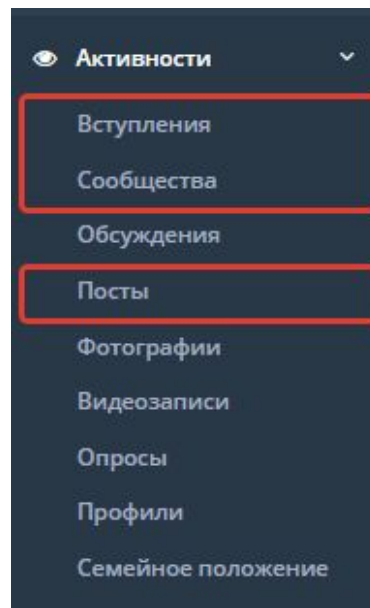 Активности
Вступления
Сообщества
Обсуждения
Посты
Фотографии
Видеозаписи
Опросы
Профили
Семейное положение